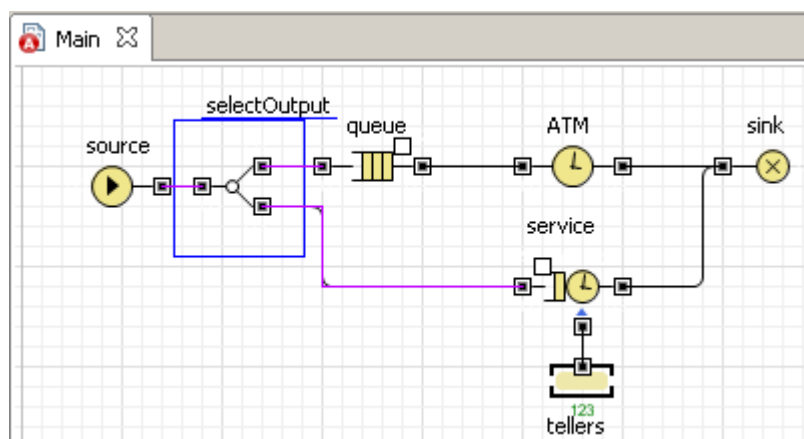 Main
selectOutput
queue
ATM
sink
source
service
123
tellers